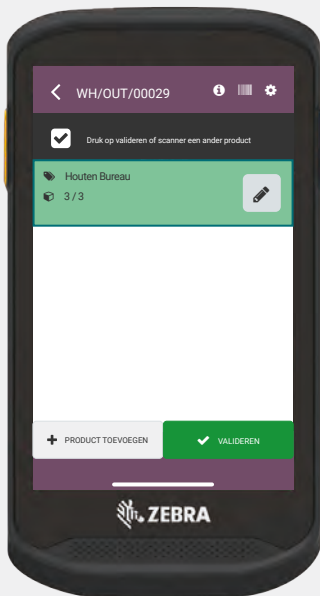 WH/OUT/00029
Druk op valideren of scanner een ander product
Houten Bureau
3 / 3
PRODUCT TOEVOEGEN
VALIDEREN
ZEBRA